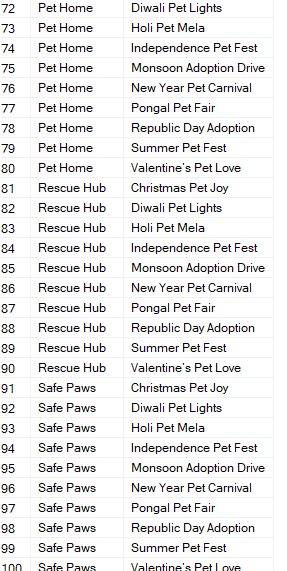 72 Pet Home Diwali Pet Lights
73 Pet Home Holi Pet Mela
74 Pet Home Independence Pet Fest
75 Pet Home Monsoon Adoption Drive
76 Pet Home New Year Pet Carnival
77 Pet Home Pongal Pet Fair
78 Pet Home Republic Day Adoption
79 Pet Home Summer Pet Fest
80 Pet Home Valentine's Pet Love
81 Rescue Hub Christmas Pet Joy
82 Rescue Hub Diwali Pet Lights
83 Rescue Hub Holi Pet Mela
84 Rescue Hub Independence Pet Fest
85 Rescue Hub Monsoon Adoption Drive
86 Rescue Hub New Year Pet Carnival
87 Rescue Hub Pongal Pet Fair
88 Rescue Hub Republic Day Adoption
89 Rescue Hub Summer Pet Fest
90 Rescue Hub Valentine's Pet Love
91 Safe Paws Christmas Pet Joy
92 Safe Paws Diwali Pet Lights
93 Safe Paws Holi Pet Mela
94 Safe Paws Independence Pet Fest
95 Safe Paws Monsoon Adoption Drive
96 Safe Paws New Year Pet Carnival
97 Safe Paws Pongal Pet Fair
98 Safe Paws Republic Day Adoption
99 Safe Paws Summer Pet Fest
100 Safe Paws Valentine's Pet Love